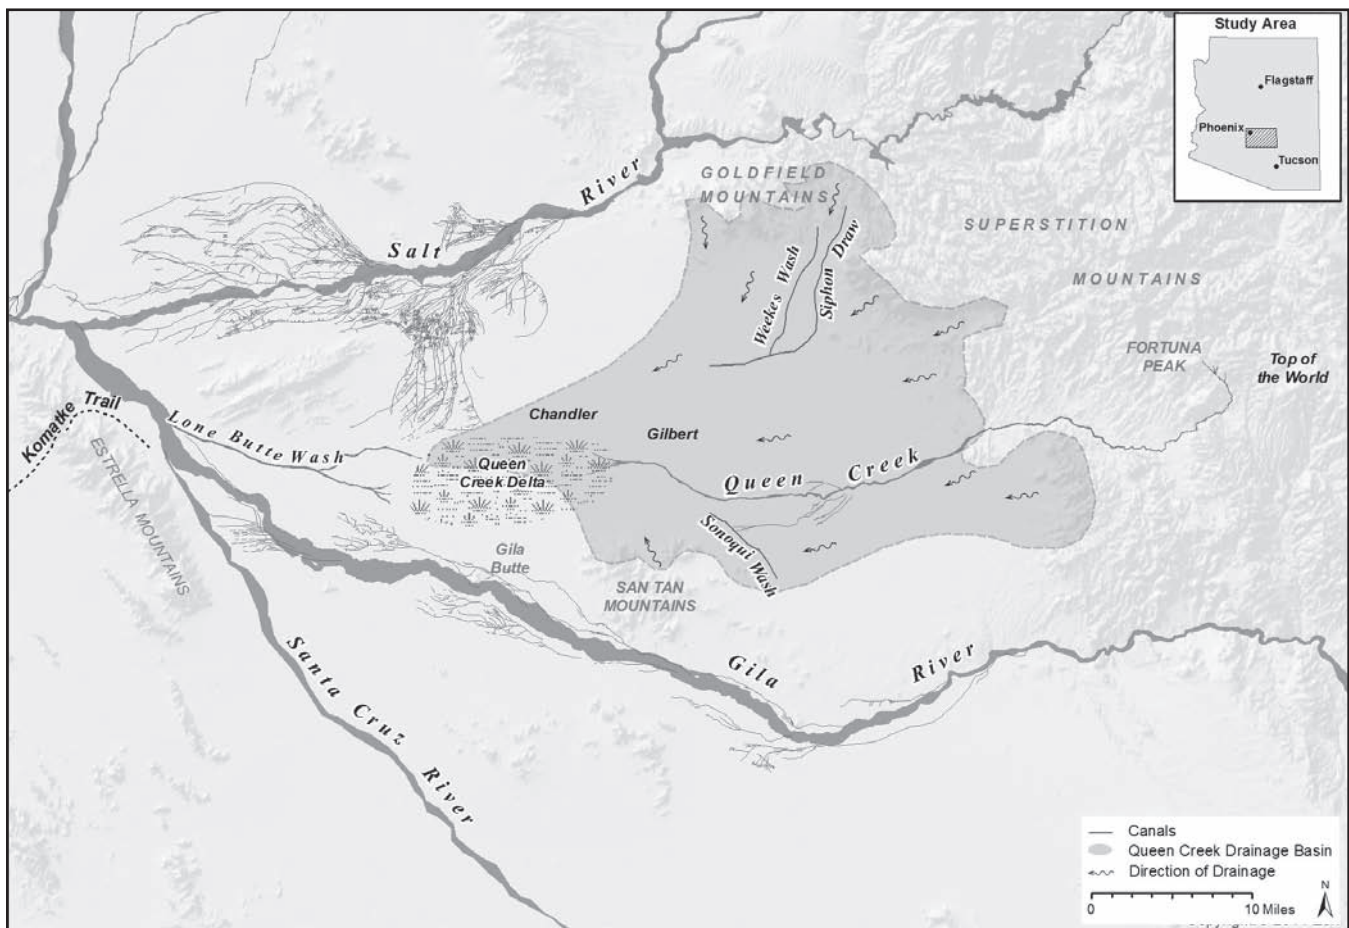 Study Area
Flagstaff
Phoenix
Tucson
GOLDFIELD
MOUNTAINS
SUPERSTITION
MOUNTAINS
Salt River
Weekes Wash
Siphon Draw
FORTUNA
PEAK
Top of
the World
Komatke Trail
Chandler
Gilbert
Lone Butte Wash
ESTRELLA MOUNTAINS
Queen
Creek Delta
Queen Creek
Sonoqui Wash
Gila
Butte
SAN TAN
MOUNTAINS
Santa Cruz River
Gila River
Canals
Queen Creek Drainage Basin
Direction of Drainage
0 10 Miles
N